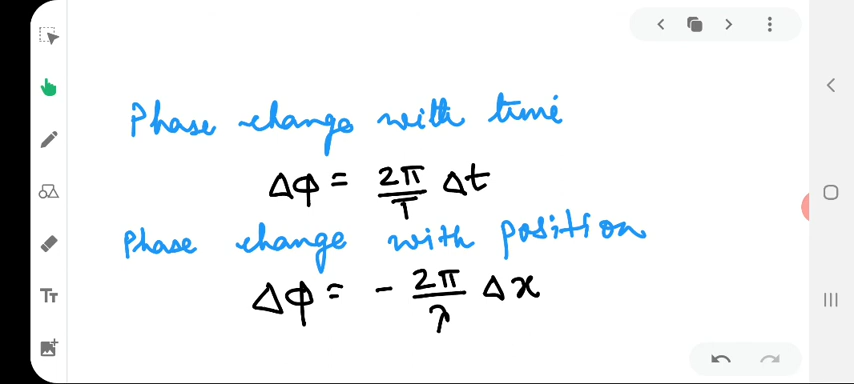 Phase change with time
Δφ = 2π/T Δt
Phase change with position
Δφ = - 2π/λ Δx